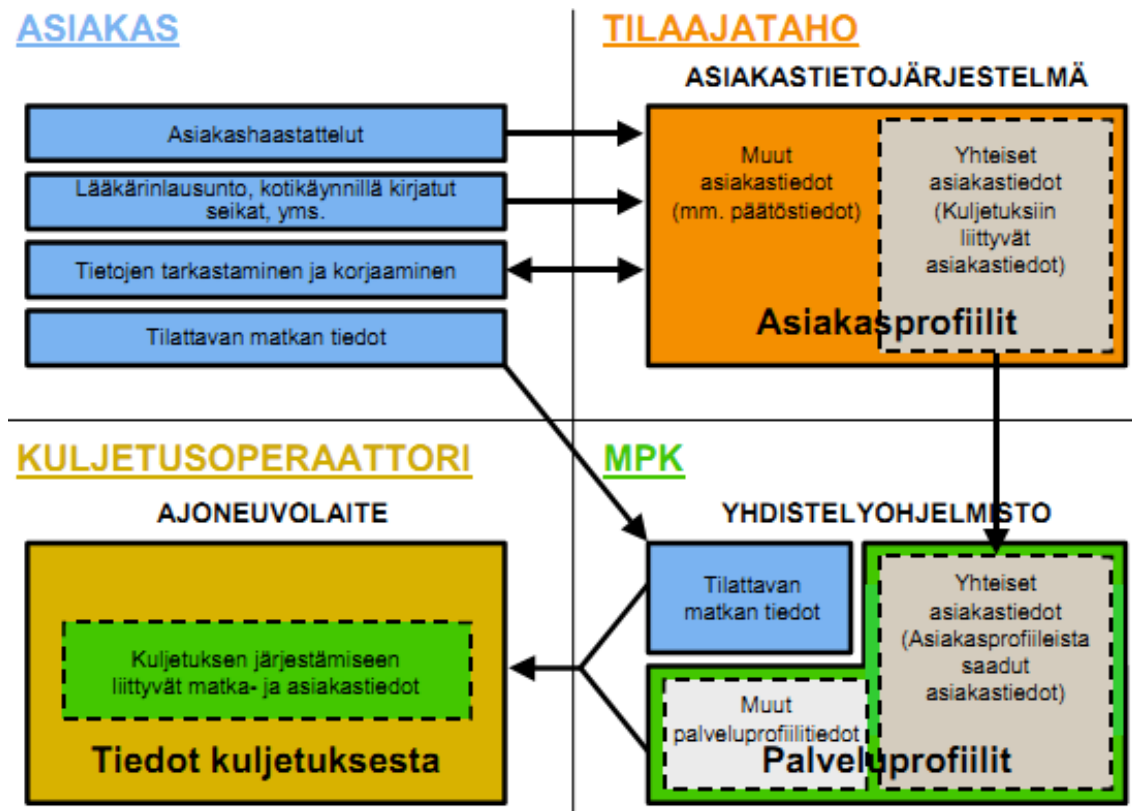 ASIAKAS
Asiakashaastattelut
Lääkärinlausunto, kotikäynnillä kirjatut
seikat, yms.
Tietojen tarkastaminen ja korjaaminen
Tilattavan matkan tiedot
TILAAJATAHO
ASIAKASTIETOJÄRJESTELMÄ
Muut
asiakastiedot
(mm. päätöstiedot)
Yhteiset
asiakastiedot
(Kuljetuksiin
liittyvät
asiakastiedot)
Asiakasprofiilit
KULJETUSOPERAATTORI
AJONEUVOLAITE
Kuljetuksen järjestämiseen
liittyvät matka- ja asiakastiedot
Tiedot kuljetuksesta
MPK
YHDISTELYOHJELMISTO
Tilattavan
matkan tiedot
Yhteiset
asiakastiedot
(Asiakasprofiileista
saadut
asiakastiedot)
Muut
palveluprofiilitiedot
Palveluprofiilit